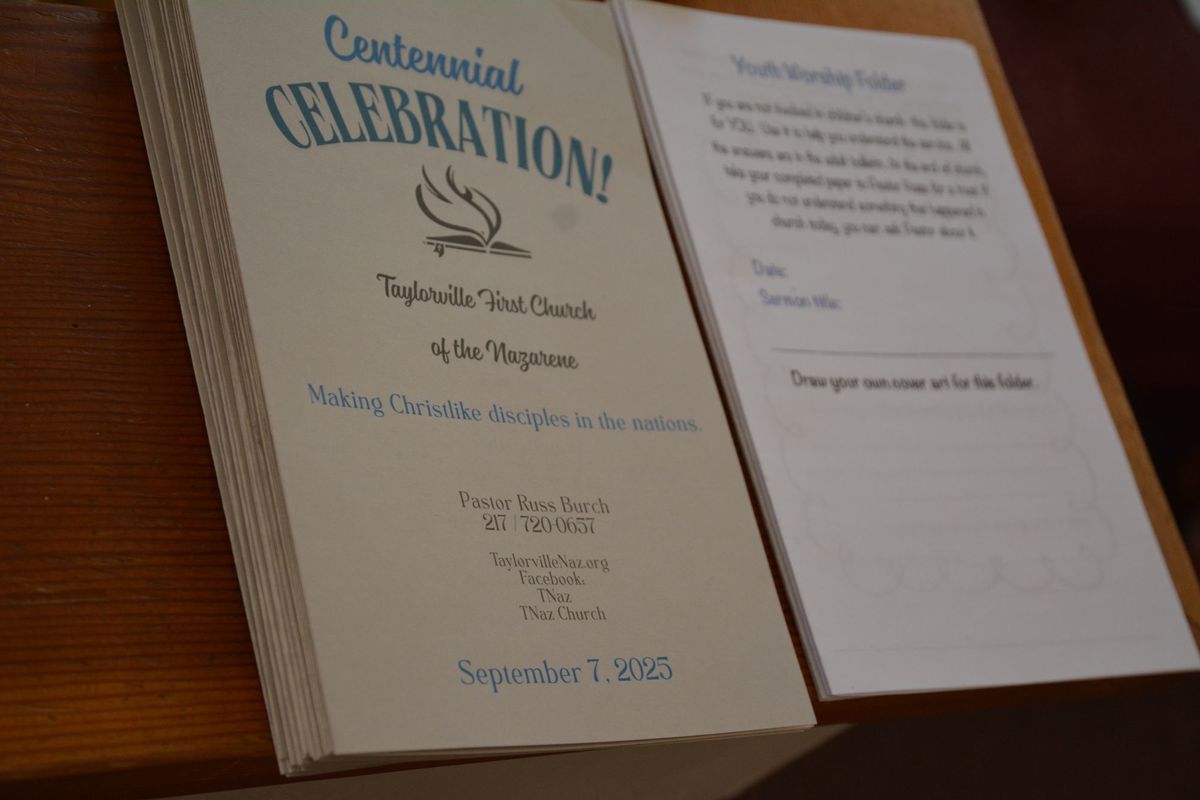 Centennial
CELEBRATION!
Taylorville First Church
of the Nazarene
Making Christlike disciples in the nations.
Pastor Russ Burch
217 | 720-0657
TaylorvilleNaz.org
Facebook:
TNaz
TNaz Church
September 7, 2025
Youth Worship Folder
If you are not involved in children's church this folder is
for YOU. Use it to help you understand the service. All
the answers are in the adult bulletin. At the end of church,
take your completed paper to Pastor Russ for a treat. If
you do not understand something that happened in
church today, you can ask Pastor about it.
Date:
Sermon title:
Draw your own cover art for this folder.